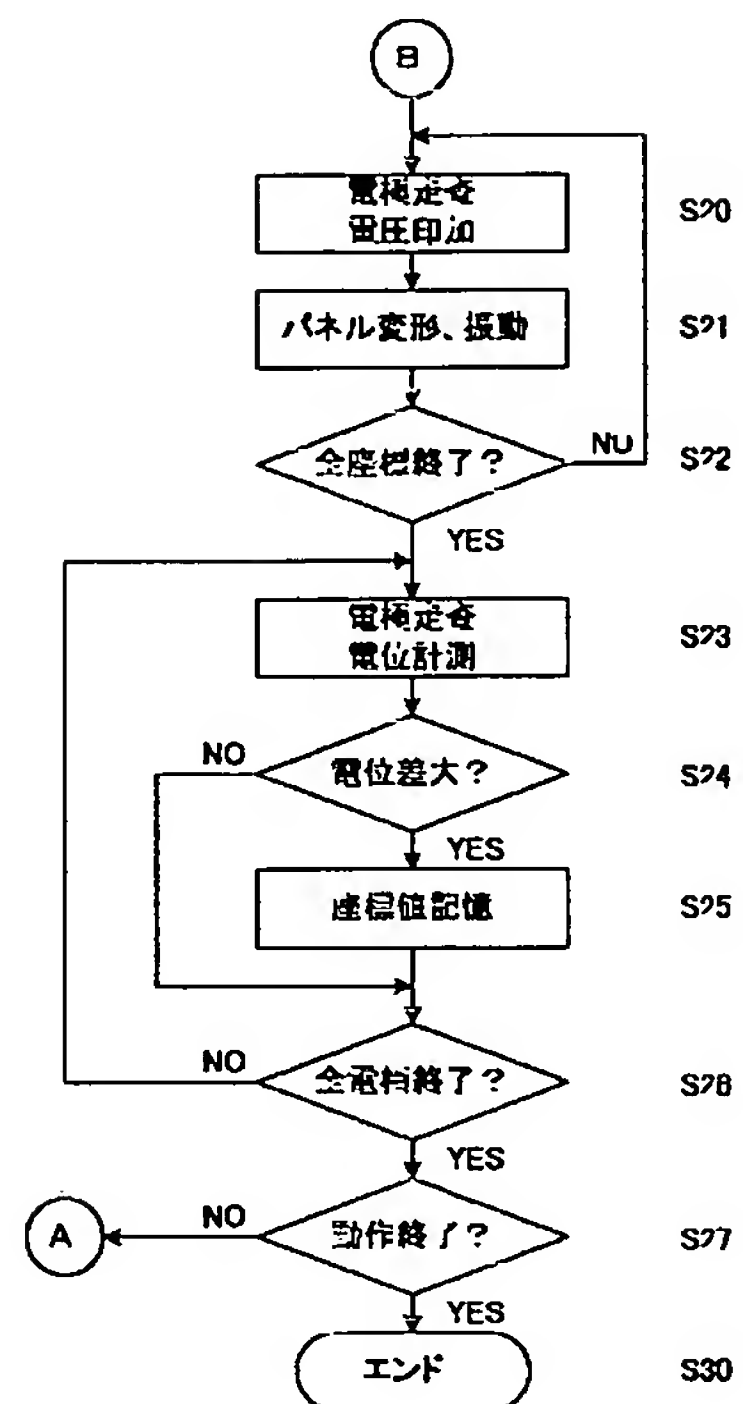 B
電極走査
電圧印加
S20
パネル変形、振動
S21
全座標終了？
NO
S22
YES
電極走査
電位計測
S23
NO
電位差大？
S24
YES
座標値記憶
S25
NO
全電極終了？
S26
YES
A
NO
動作終了？
S27
YES
エンド
S30